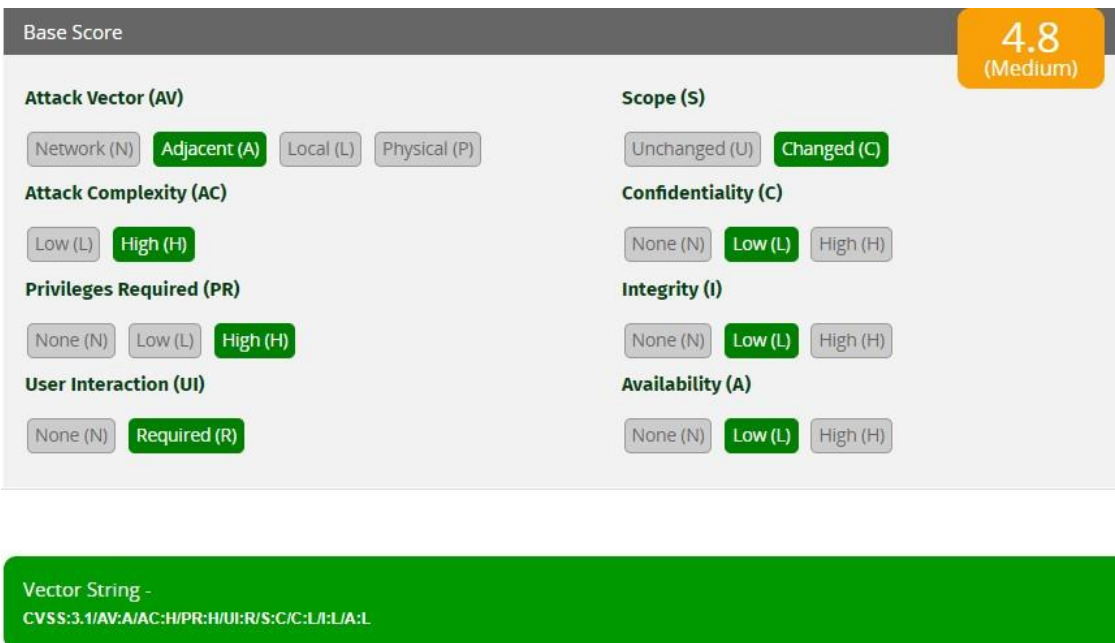 Base Score
4.8
(Medium)
Attack Vector (AV)
Network (N) Adjacent (A) Local (L) Physical (P)
Attack Complexity (AC)
Low (L) High (H)
Privileges Required (PR)
None (N) Low (L) High (H)
User Interaction (UI)
None (N) Required (R)
Scope (S)
Unchanged (U) Changed (C)
Confidentiality (C)
None (N) Low (L) High (H)
Integrity (I)
None (N) Low (L) High (H)
Availability (A)
None (N) Low (L) High (H)
Vector String -
CVSS:3.1/AV:A/AC:H/PR:H/UI:R/S:C/C:L/I:L/A:L